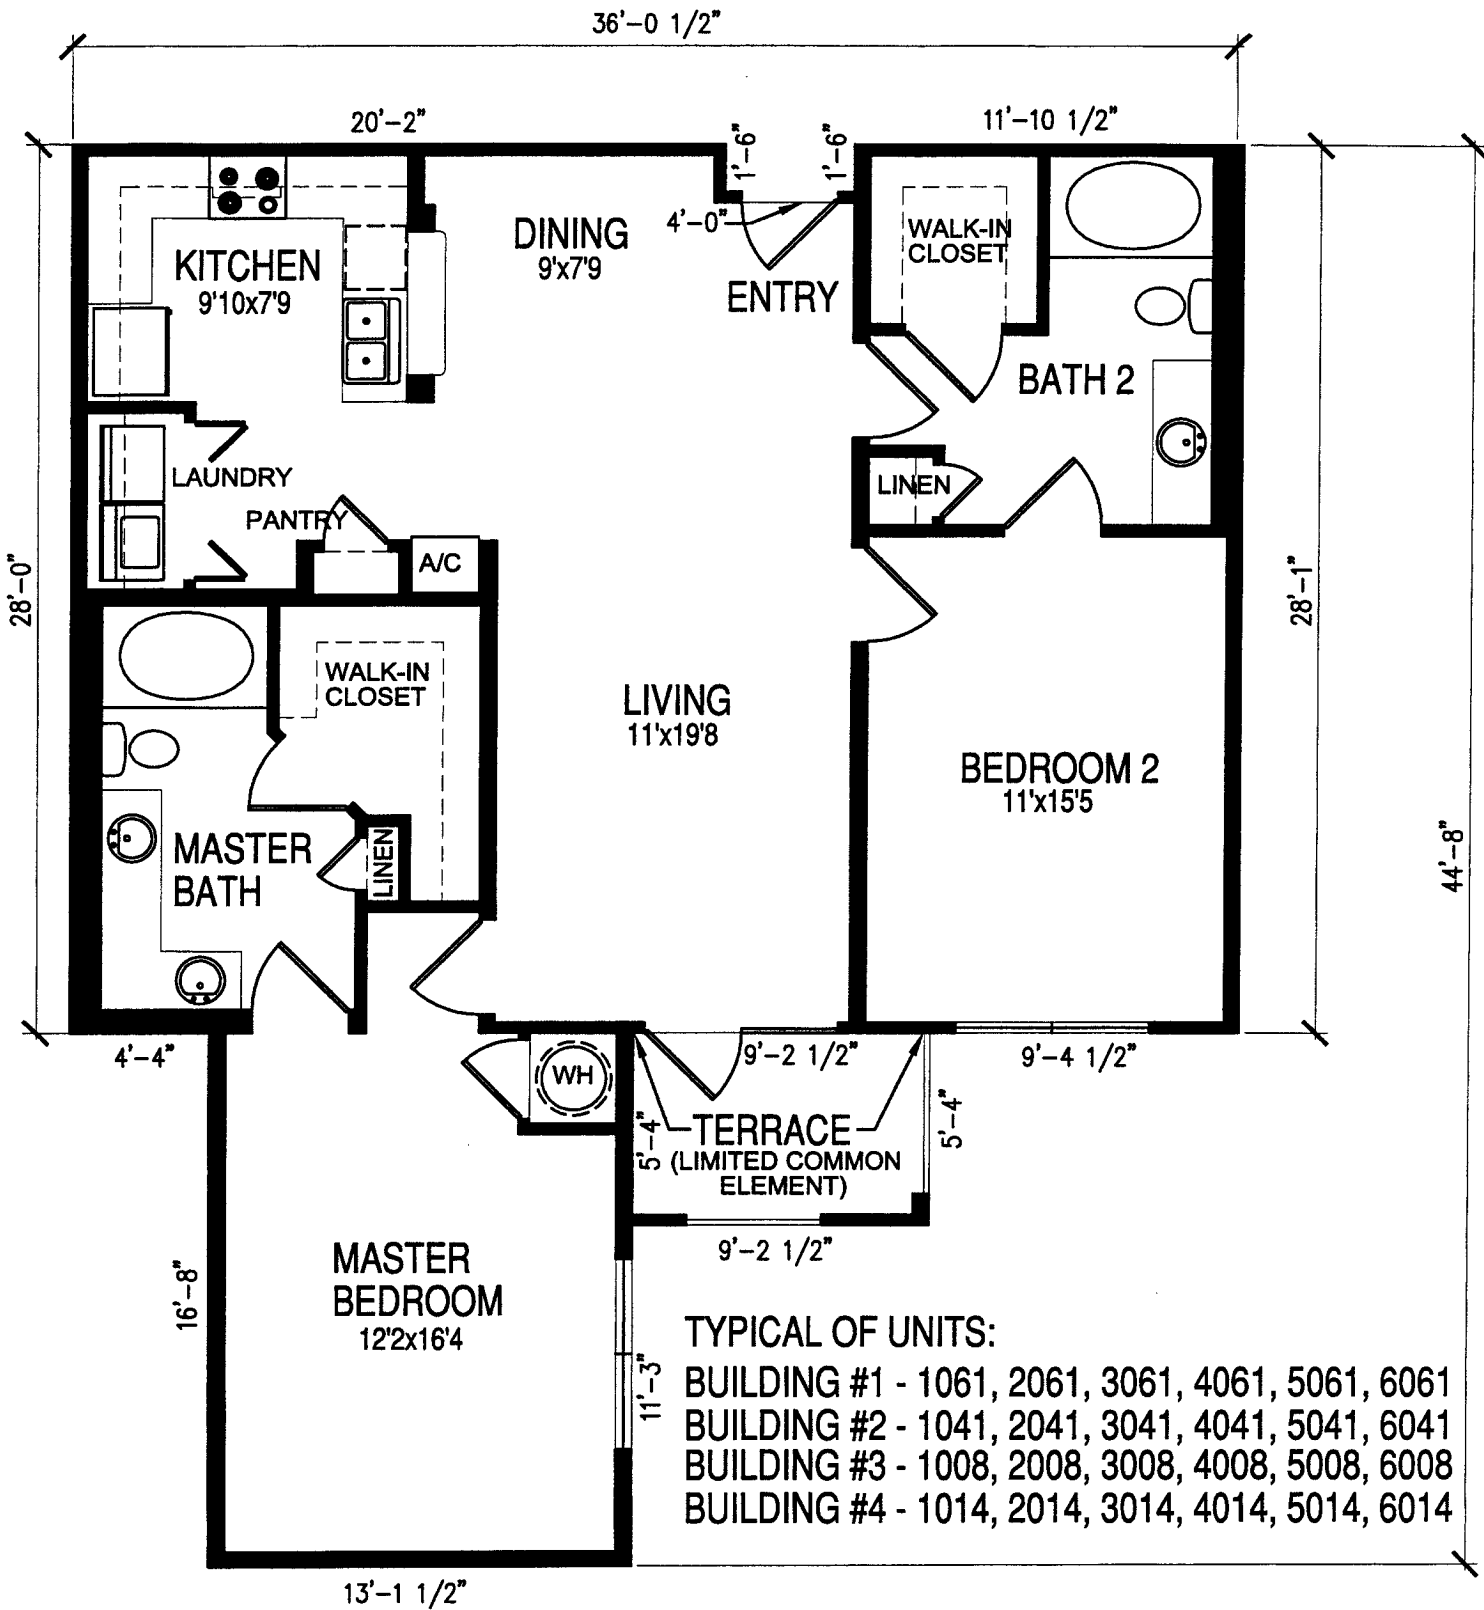 36'-0 1/2"
20'-2"
1'-6"
1'-6"
11'-10 1/2"
4'-0"
DINING
9'x7'9
WALK-IN
CLOSET
KITCHEN
9'10x7'9
ENTRY
BATH 2
LAUNDRY
LINEN
PANTRY
A/C
28'-0"
28'-1"
WALK-IN
CLOSET
LIVING
11'x19'8
BEDROOM 2
11'x15'5
MASTER
BATH
LINEN
44'-8"
4'-4"
9'-2 1/2"
9'-4 1/2"
WH
5'-4"
TERRACE
(LIMITED COMMON
ELEMENT)
5'-4"
9'-2 1/2"
MASTER
BEDROOM
12'2x16'4
16'-8"
11'-3"
TYPICAL OF UNITS:
BUILDING #1 - 1061, 2061, 3061, 4061, 5061, 6061
BUILDING #2 - 1041, 2041, 3041, 4041, 5041, 6041
BUILDING #3 - 1008, 2008, 3008, 4008, 5008, 6008
BUILDING #4 - 1014, 2014, 3014, 4014, 5014, 6014
13'-1 1/2"